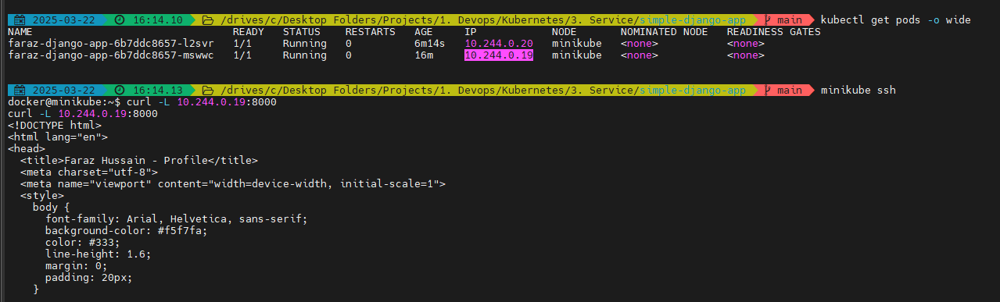 2025-03-22 16:14.10 /drives/c/Desktop Folders/Projects/1. Devops/Kubernetes/3. Service/simple-django-app main kubectl get pods -o wide
NAME READY STATUS RESTARTS AGE IP NODE NOMINATED NODE READINESS GATES
faraz-django-app-6b7ddc8657-l2svr 1/1 Running 0 6m14s 10.244.0.20 minikube <none> <none>
faraz-django-app-6b7ddc8657-mswwc 1/1 Running 0 16m 10.244.0.19 minikube <none> <none>
2025-03-22 16:14.13 /drives/c/Desktop Folders/Projects/1. Devops/Kubernetes/3. Service/simple-django-app main minikube ssh
docker@minikube:~$ curl -L 10.244.0.19:8000
curl -L 10.244.0.19:8000
<!DOCTYPE html>
<html lang="en">
<head>
  <title>Faraz Hussain - Profile</title>
  <meta charset="utf-8">
  <meta name="viewport" content="width=device-width, initial-scale=1">
  <style>
    body {
      font-family: Arial, Helvetica, sans-serif;
      background-color: #f5f7fa;
      color: #333;
      line-height: 1.6;
      margin: 0;
      padding: 20px;
    }